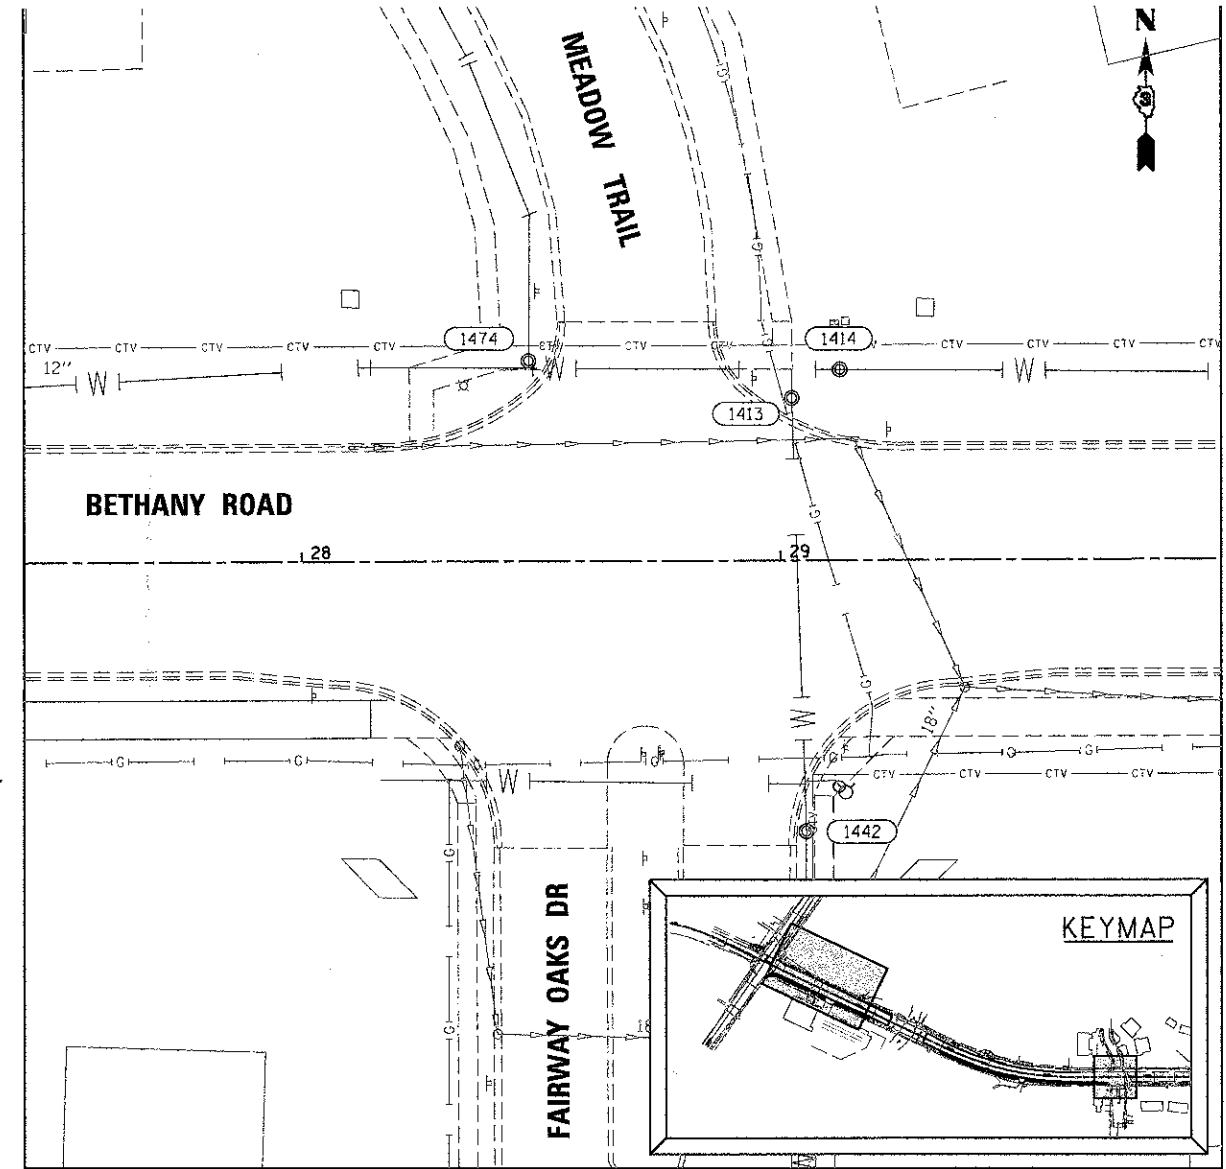 N
MEADOW TRAIL
1474
1414
CTV CTV CTV CTV CTV CTV CTV CTV CTV CTV
12''
W
W
W
1413
G
G
G
BETHANY ROAD
28
29
G
G
W
18''
G
G
G
G
G
G
W
CTV CTV CTV CTV
1442
G
G
FAIRWAY OAKS DR
18
KEYMAP
W